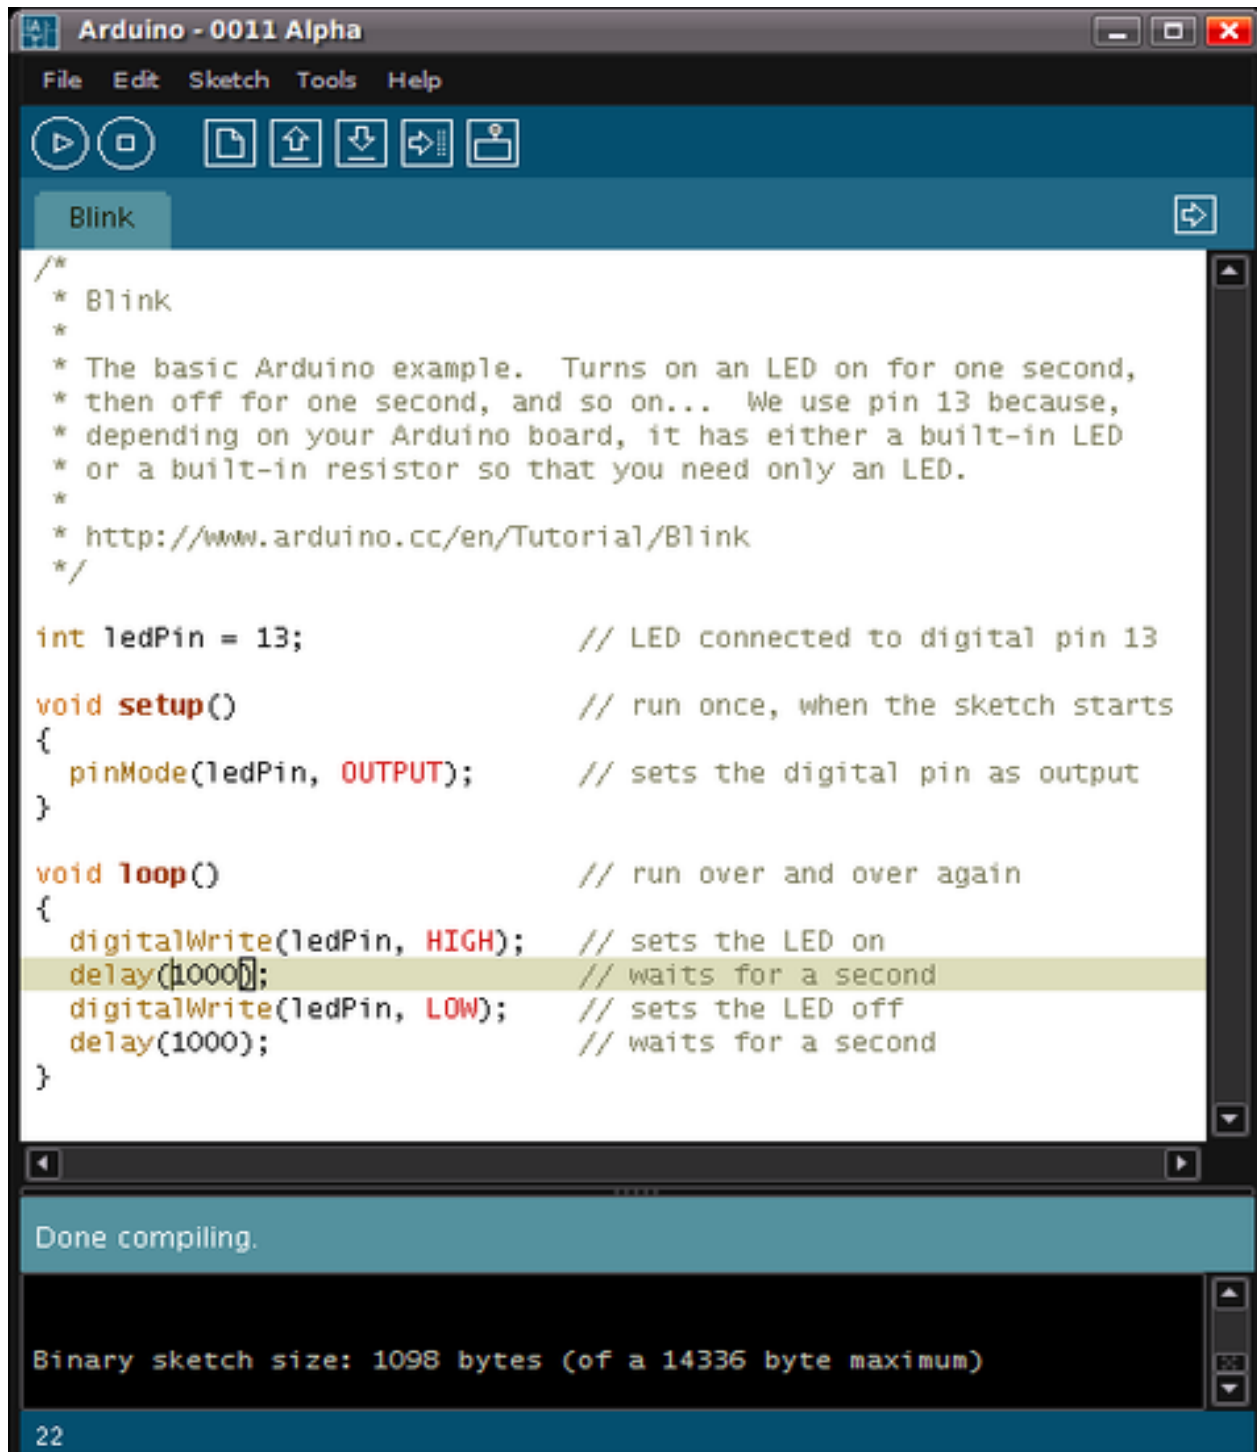 Arduino - 0011 Alpha
File Edit Sketch Tools Help
Blink
/*
 * Blink
 *
 * The basic Arduino example.  Turns on an LED on for one second,
 * then off for one second, and so on...  We use pin 13 because,
 * depending on your Arduino board, it has either a built-in LED
 * or a built-in resistor so that you need only an LED.
 *
 * http://www.arduino.cc/en/Tutorial/Blink
 */
int ledPin = 13;                // LED connected to digital pin 13
void setup()                    // run once, when the sketch starts
{
  pinMode(ledPin, OUTPUT);      // sets the digital pin as output
}
void loop()                     // run over and over again
{
  digitalWrite(ledPin, HIGH);   // sets the LED on
  delay(1000);                  // waits for a second
  digitalWrite(ledPin, LOW);    // sets the LED off
  delay(1000);                  // waits for a second
}
Done compiling.
Binary sketch size: 1098 bytes (of a 14336 byte maximum)
22